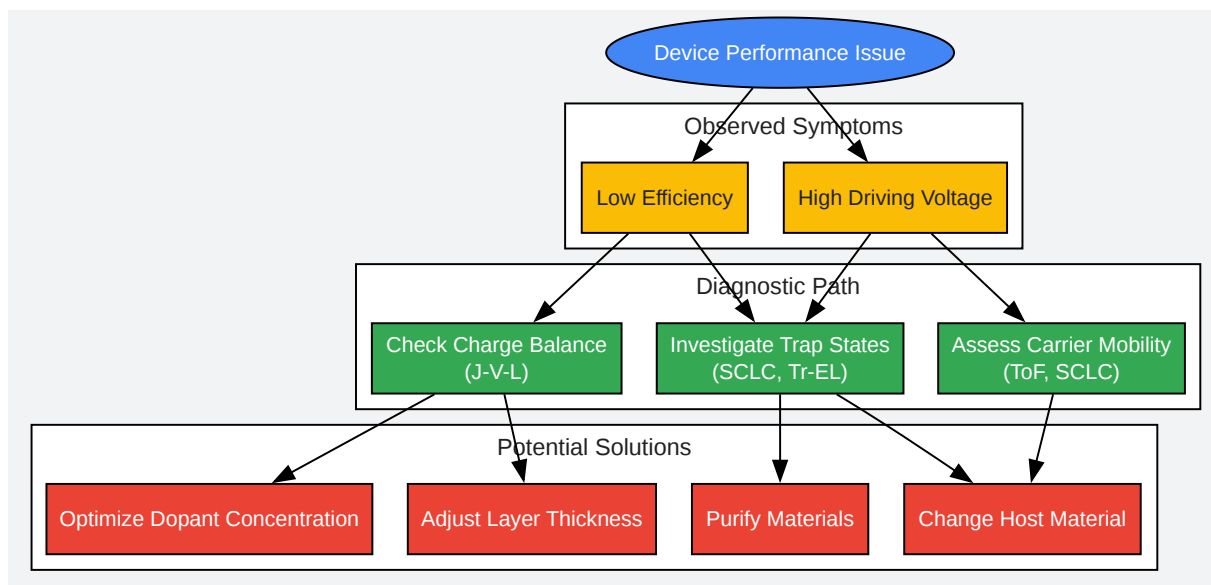 Device Performance Issue
Observed Symptoms
Low Efficiency
High Driving Voltage
Diagnostic Path
Check Charge Balance
(J-V-L)
Investigate Trap States
(SCLC, Tr-EL)
Assess Carrier Mobility
(ToF, SCLC)
Potential Solutions
Optimize Dopant Concentration
Adjust Layer Thickness
Purify Materials
Change Host Material